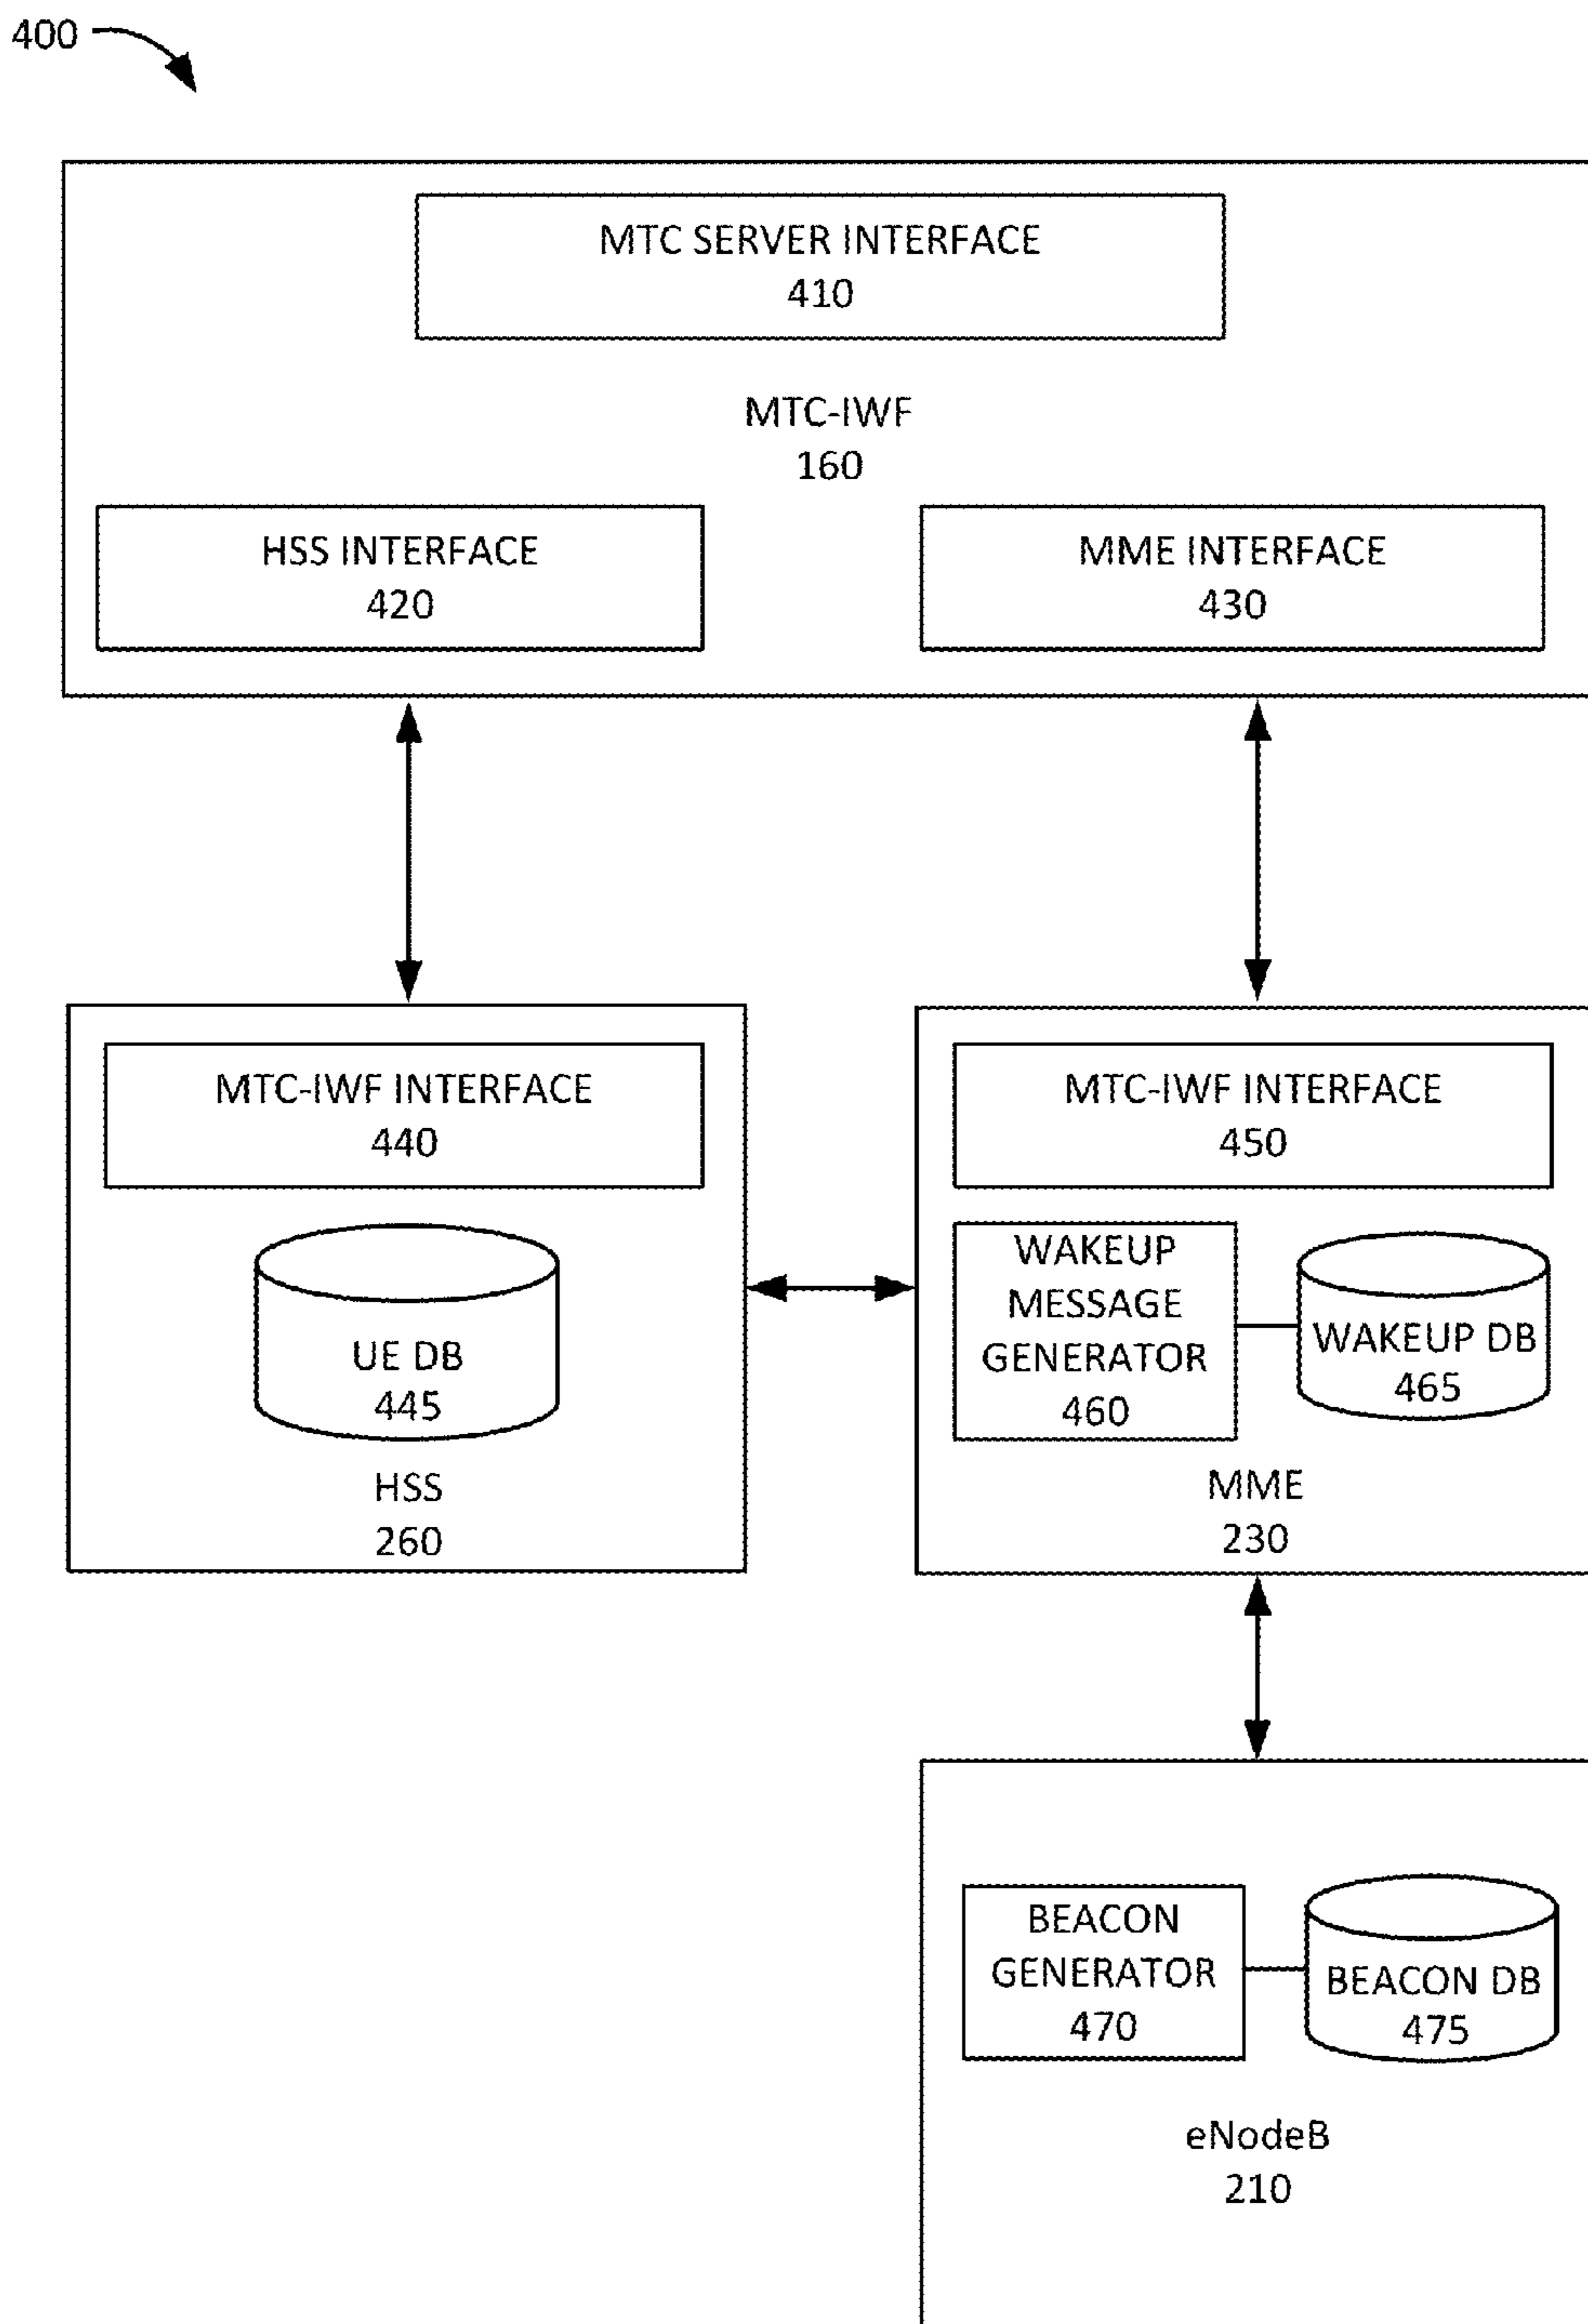 400
MTC SERVER INTERFACE
410
MTC-IWF
160
HSS INTERFACE
420
MME INTERFACE
430
MTC-IWF INTERFACE
440
UE DB
445
HSS
260
MTC-IWF INTERFACE
450
WAKEUP
MESSAGE
GENERATOR
460
WAKEUP DB
465
MME
230
BEACON
GENERATOR
470
BEACON DB
475
eNodeB
210